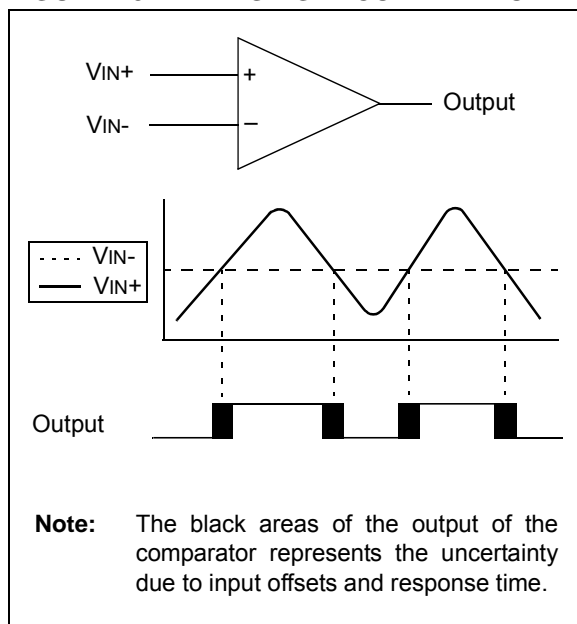 VIN+
+
Output
VIN-
–
VIN-
VIN+
Output
Note: The black areas of the output of the
comparator represents the uncertainty
due to input offsets and response time.